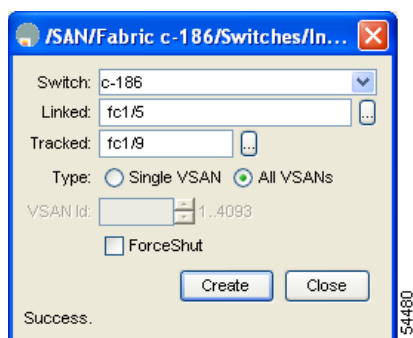 /SAN/Fabric c-186/Switches/In...
Switch: c-186
Linked: fc1/5 ...
Tracked: fc1/9 ...
Type: Single VSAN All VSANs
VSAN Id: 1..4093
ForceShut
Create Close
Success.
54480